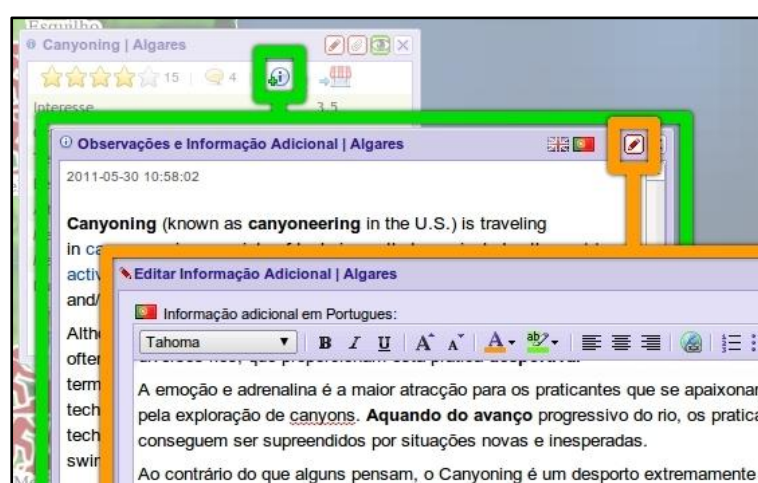 Esquilho
Canyoning | Algares
15 | 4
Interesse 3.5
Observações e Informação Adicional | Algares
2011-05-30 10:58:02
Canyoning (known as canyoneering in the U.S.) is traveling
in
activ
and/
Editar Informação Adicional | Algares
Informação adicional em Portugues:
Altho
Tahoma B I U A A A ab
ofter
term
A emoção e adrenalina é a maior atracção para os praticantes que se apaixonar
tech
pela exploração de canyons. Aquando do avanço progressivo do rio, os pratica
tech
conseguem ser supreendidos por situações novas e inesperadas.
swir
Ao contrário do que alguns pensam, o Canyoning é um desporto extremamente